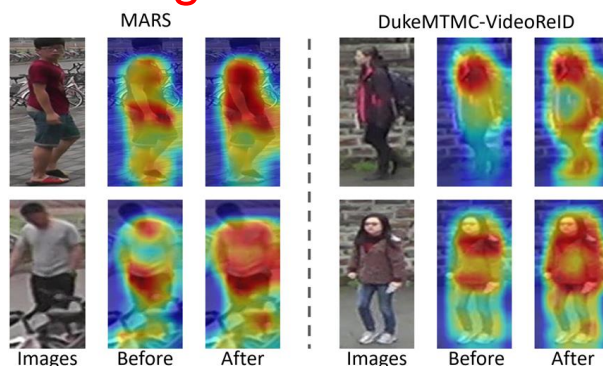 MARS
DukeMTMC-VideoReID
Images
Before
After
Images
Before
After